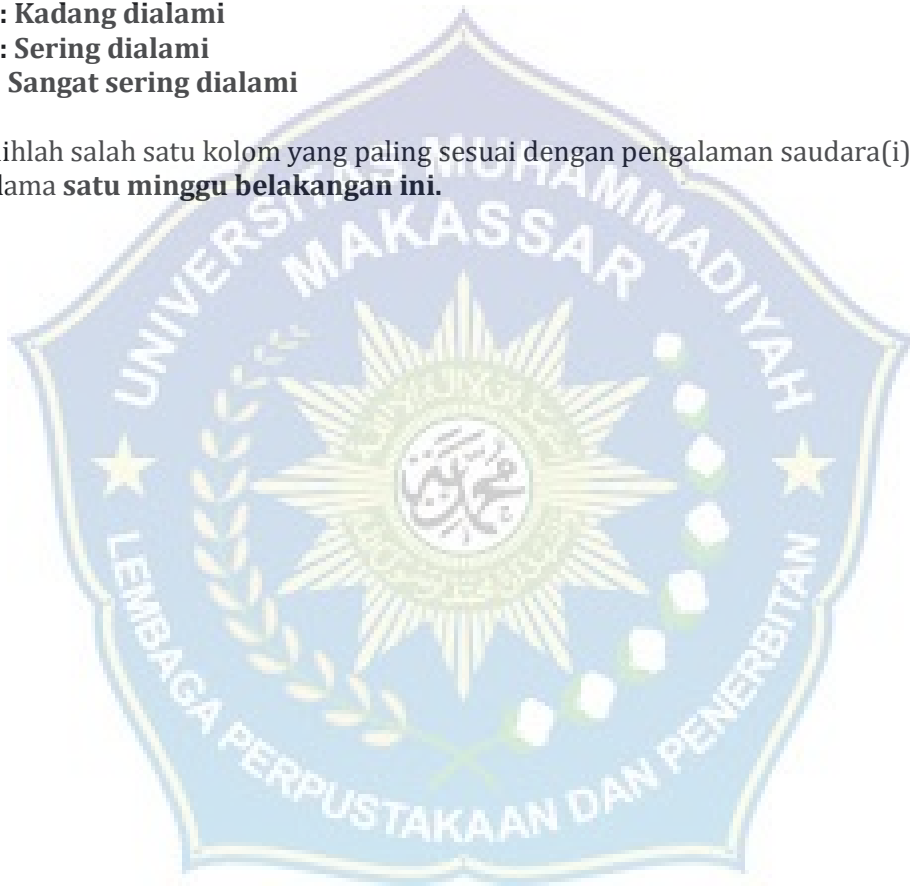 : Kadang dialami
: Sering dialami
Sangat sering dialami
ihlah salah satu kolom yang paling sesuai dengan pengalaman saudara(i)
lama satu minggu belakangan ini.
UNIVERSITAS MUHAMMADIYAH
MAKASSAR
LEMBAGA PERPUSTAKAAN DAN PENERBITAN